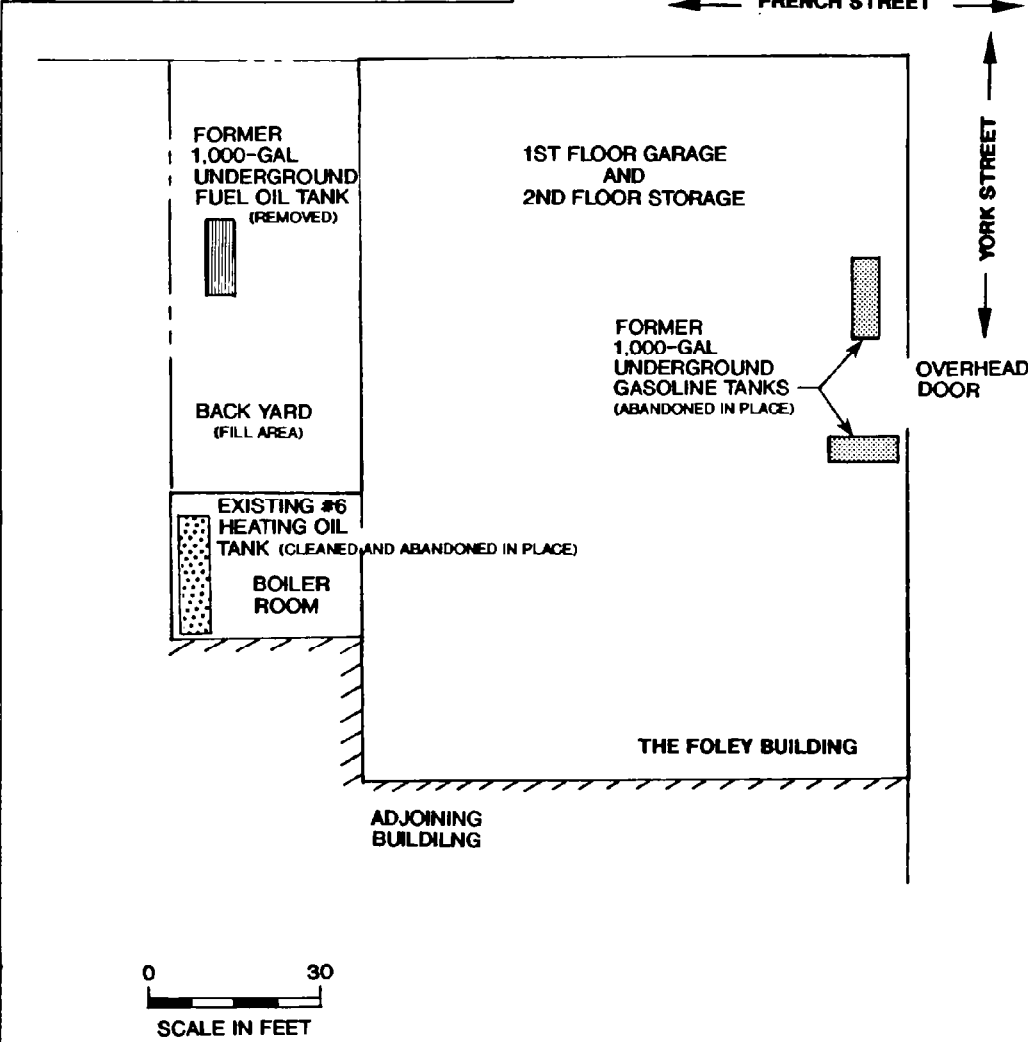 FRENCH STREET
YORK STREET
FORMER
1,000-GAL
UNDERGROUND
FUEL OIL TANK
(REMOVED)
1ST FLOOR GARAGE
AND
2ND FLOOR STORAGE
FORMER
1,000-GAL
UNDERGROUND
GASOLINE TANKS
(ABANDONED IN PLACE)
OVERHEAD
DOOR
BACK YARD
(FILL AREA)
EXISTING #6
HEATING OIL
TANK (CLEANED AND ABANDONED IN PLACE)
BOILER
ROOM
THE FOLEY BUILDING
ADJOINING
BUILDILNG
0 30
SCALE IN FEET